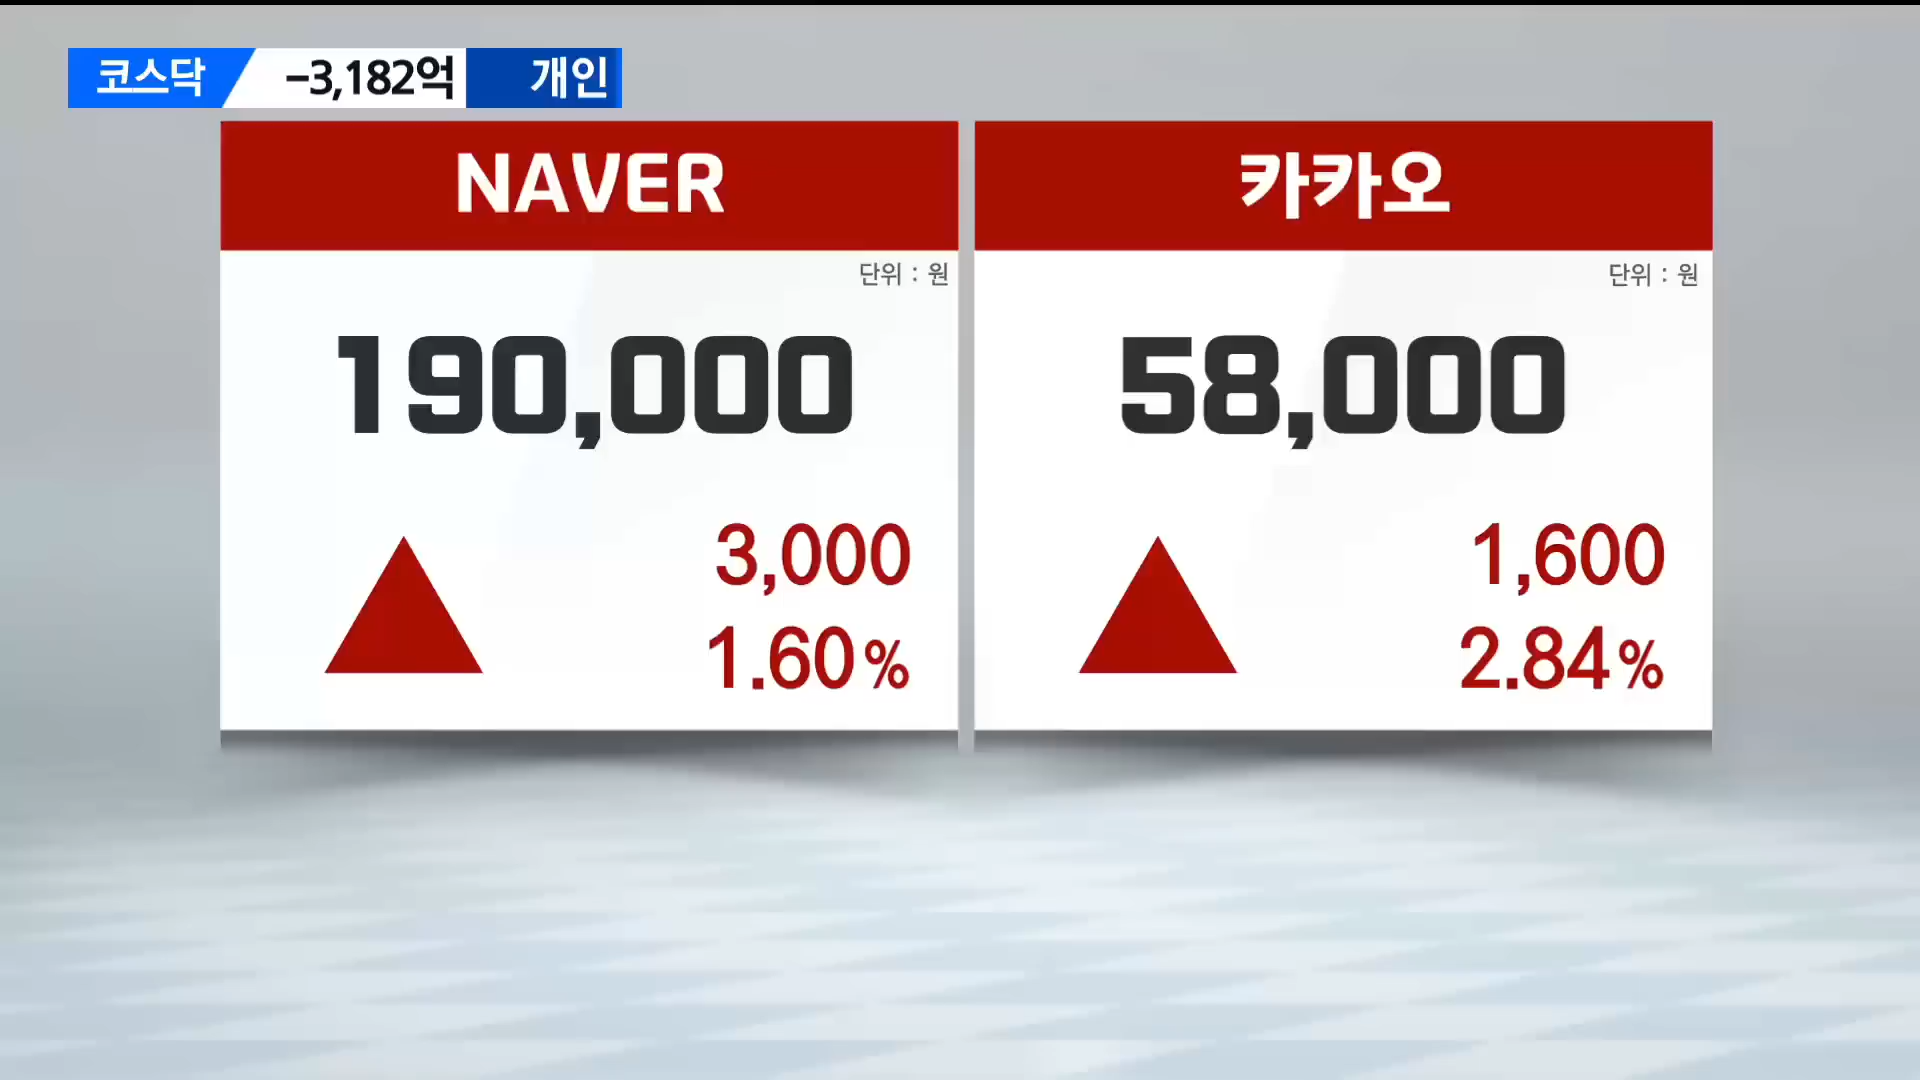 코스닥 -3,182억 개인
NAVER
단위 : 원
190,000
3,000
1.60%
카카오
단위 : 원
58,000
1,600
2.84%